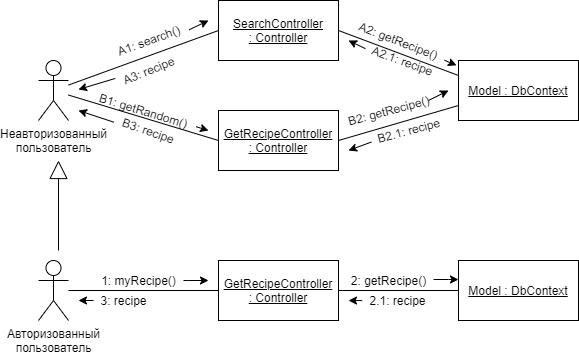 SearchController
: Controller
A1: search()
A3: recipe
A2: getRecipe()
A2.1: recipe
Model : DbContext
B1: getRandom()
B3: recipe
GetRecipeController
: Controller
B2: getRecipe()
B2.1: recipe
Неавторизованный
пользователь
1: myRecipe()
3: recipe
GetRecipeController
: Controller
2: getRecipe()
2.1: recipe
Model : DbContext
Авторизованный
пользователь